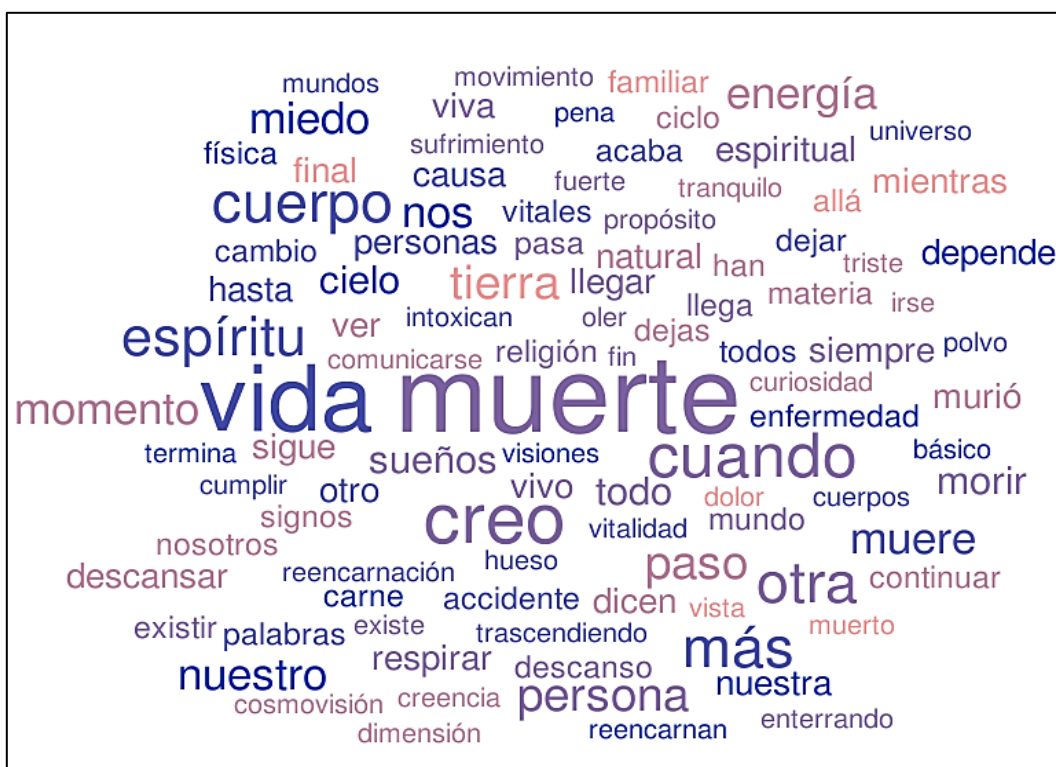 mundos movimiento familiar energía
miedo viva pena ciclo universo
física final sufrimiento acaba espiritual
causa fuerte tranquilo allá mientras
cuerpo nos vitales propósito
cambio personas pasa natural han dejar triste depende
hasta cielo tierra llegar llega materia irse
espíritu ver intoxican oler dejas
comunicarse religión fin todos siempre polvo
momento vida muerte curiosidad enfermedad murió
termina sigue sueños visiones cuando básico
cumplir otro vivo todo dolor cuerpos morir
signos creo vitalidad mundo
nosotros hueso paso muere
descansar reencarnación otra continuar
carne accidente dicen vista
existir palabras existe trascendiendo más muerto
nuestro respirar descanso nuestra
cosmovisión creencia persona
dimensión reencarnan enterrando